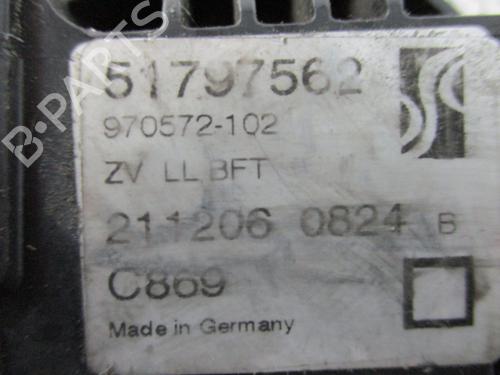 51797562
970572-102
ZV LL BFT
211206 0824 B
C869
Made in Germany
B-PARTS